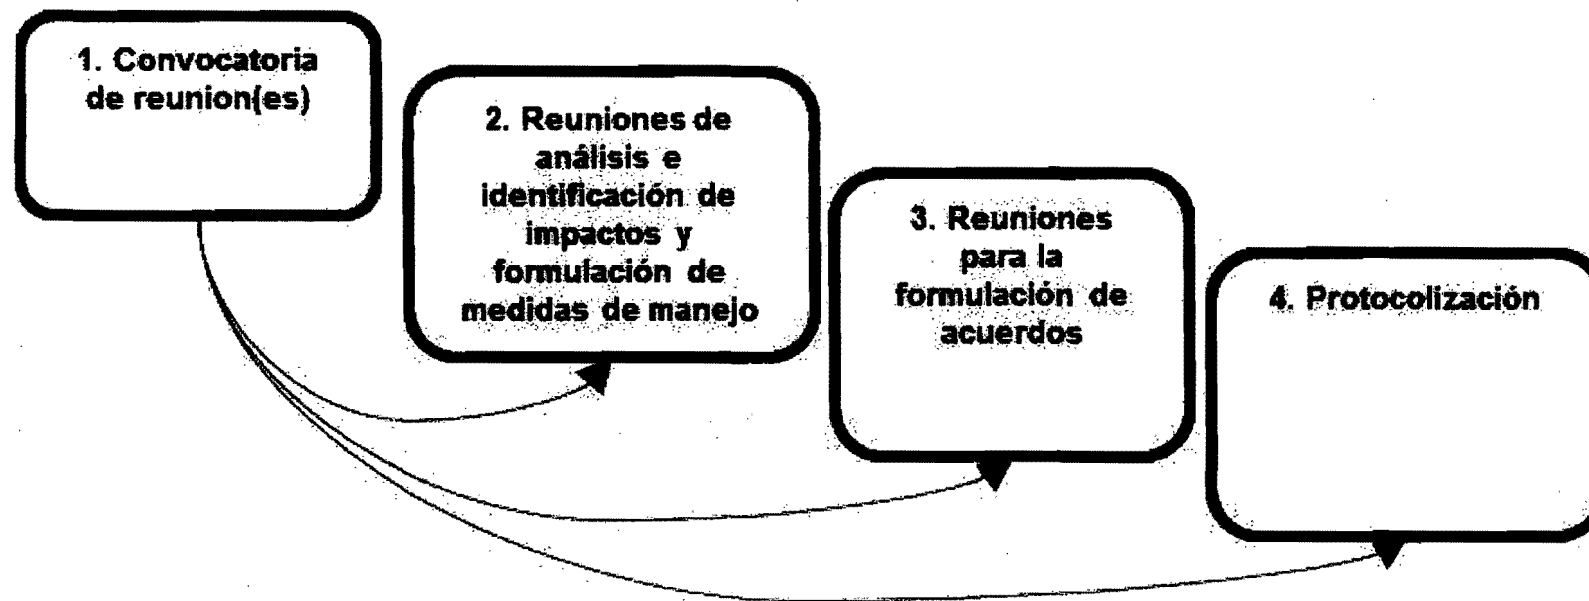 1. Convocatoria
de reunion(es)
2. Reuniones de
análisis e
identificación de
impactos y
formulación de
medidas de manejo
3. Reuniones
para la
formulación de
acuerdos
4. Protocolización